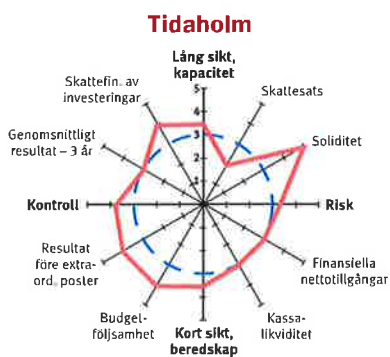 Tidaholm
Lång sikt,
kapacitet
Skattefin. av
investeringar
Skattesats
Genomsnittligt
resultat – 3 år
Soliditet
5
4
3
2
1
Kontroll
Risk
Resultat
före extra-
ord. poster
Finansiella
nettotillgångar
Budget-
följsamhet
Kassa-
likviditet
Kort sikt,
beredskap